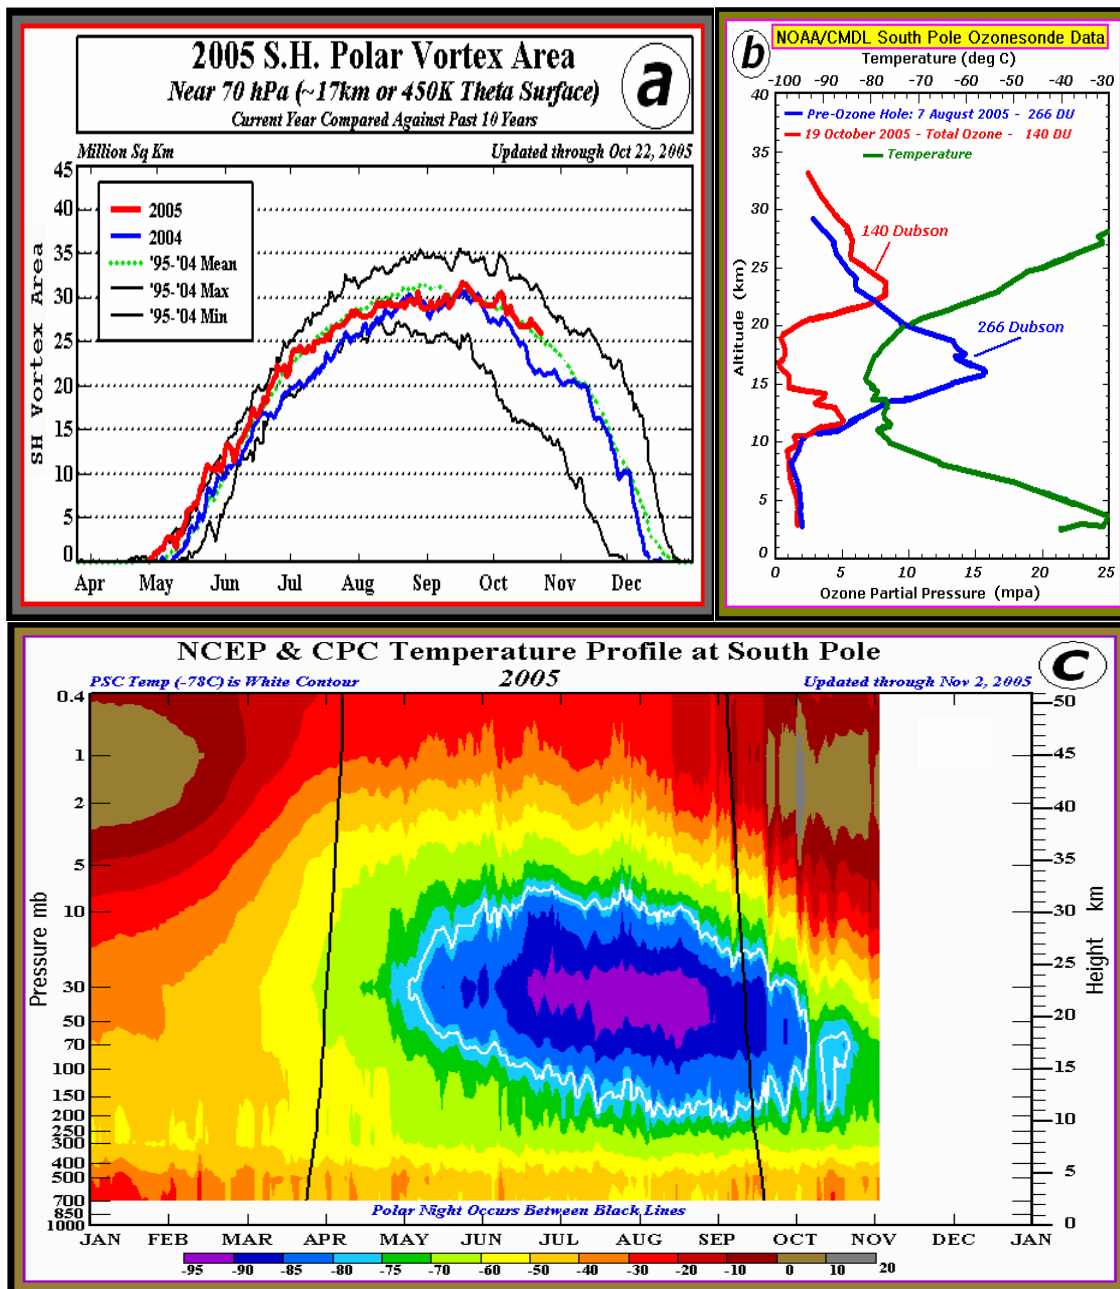 2005 S.H. Polar Vortex Area
Near 70 hPa (~17km or 450K Theta Surface)
Current Year Compared Against Past 10 Years
a
Million Sq Km
Updated through Oct 22, 2005
SH Vortex Area
45
40
35
30
25
20
15
10
5
0
2005
2004
'95-'04 Mean
'95-'04 Max
'95-'04 Min
Apr May Jun Jul Aug Sep Oct Nov Dec
b
NOAA/CMDL South Pole Ozonesonde Data
Temperature (deg C)
-100 -90 -80 -70 -60 -50 -40 -30
Pre-Ozone Hole: 7 August 2005 - 266 DU
19 October 2005 - Total Ozone - 140 DU
Temperature
140 Dubson
266 Dubson
Altitude (km)
40
35
30
25
20
15
10
5
0
0 5 10 15 20 25
Ozone Partial Pressure (mpa)
NCEP & CPC Temperature Profile at South Pole
c
PSC Temp (-78C) is White Contour
2005
Updated through Nov 2, 2005
Pressure mb
0.4
1
2
5
10
30
50
70
100
150
200
250
300
400
500
700
850
1000
Height km
50
45
40
35
30
25
20
15
10
5
0
Polar Night Occurs Between Black Lines
JAN FEB MAR APR MAY JUN JUL AUG SEP OCT NOV DEC JAN
-95 -90 -85 -80 -75 -70 -60 -50 -40 -30 -20 -10 0 10 20